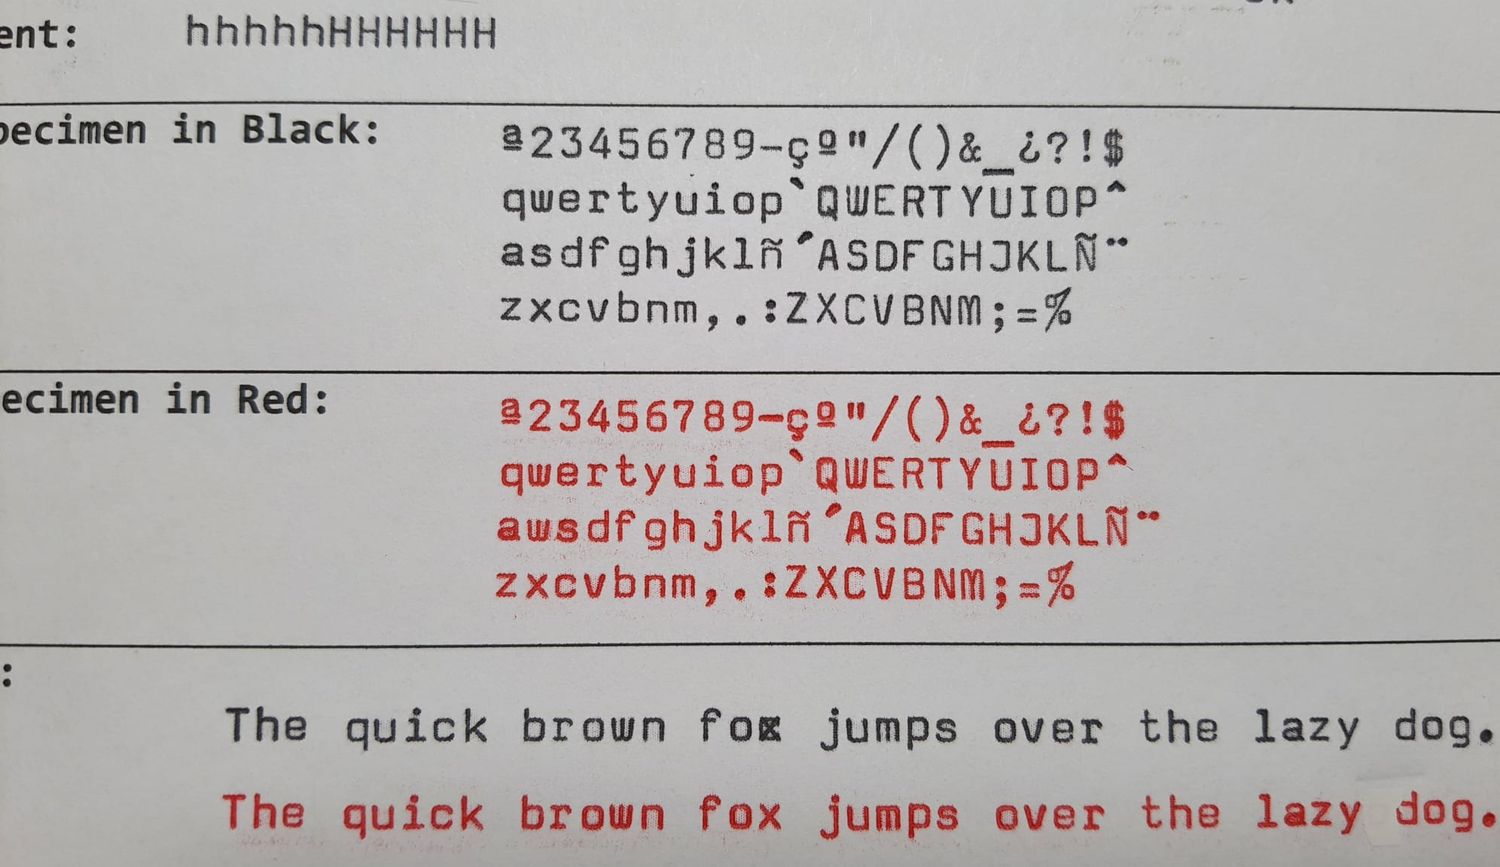 ent: hhhhhHHHHHH
pecimen in Black: ª23456789-çº"/()&_¿?!$
qwertyuiop`QWERTYUIOP^
asdfghjklñ´ASDFGHJKLÑ¨
zxcvbnm,.:ZXCVBNM;=%
ecimen in Red: ª23456789-çº"/()&_¿?!$
qwertyuiop`QWERTYUIOP^
awsdfghjklñ´ASDFGHJKLÑ¨
zxcvbnm,.:ZXCVBNM;=%
:
The quick brown fox jumps over the lazy dog.
The quick brown fox jumps over the lazy dog.